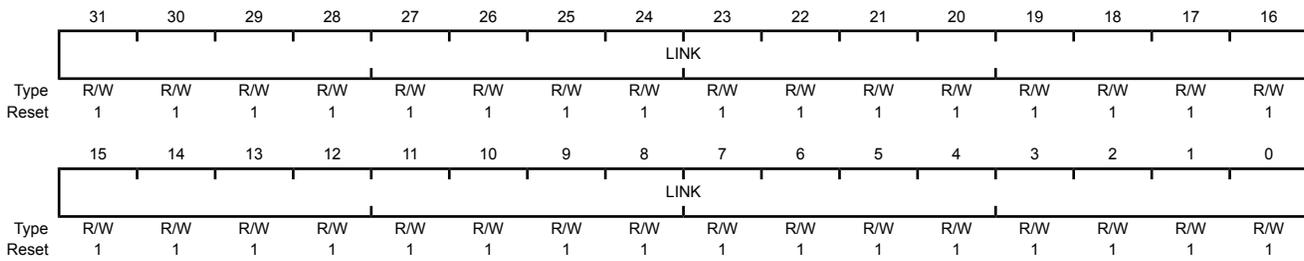 31 30 29 28 27 26 25 24 23 22 21 20 19 18 17 16
LINK
Type R/W R/W R/W R/W R/W R/W R/W R/W R/W R/W R/W R/W R/W R/W R/W R/W
Reset 1 1 1 1 1 1 1 1 1 1 1 1 1 1 1 1
15 14 13 12 11 10 9 8 7 6 5 4 3 2 1 0
LINK
Type R/W R/W R/W R/W R/W R/W R/W R/W R/W R/W R/W R/W R/W R/W R/W R/W
Reset 1 1 1 1 1 1 1 1 1 1 1 1 1 1 1 1